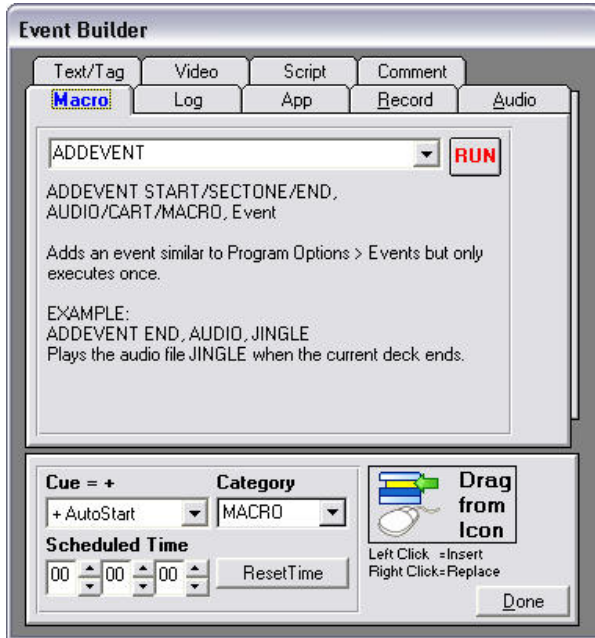 Event Builder
Text/Tag Video Script Comment
Macro Log App Record Audio
ADDEVENT RUN
ADDEVENT START/SECTONE/END,
AUDIO/CART/MACRO, Event
Adds an event similar to Program Options > Events but only
executes once.
EXAMPLE:
ADDEVENT END, AUDIO, JINGLE
Plays the audio file JINGLE when the current deck ends.
Cue = + Category
+ AutoStart MACRO
Scheduled Time
00 00 00 ResetTime
Drag
from
Icon
Left Click =Insert
Right Click=Replace
Done